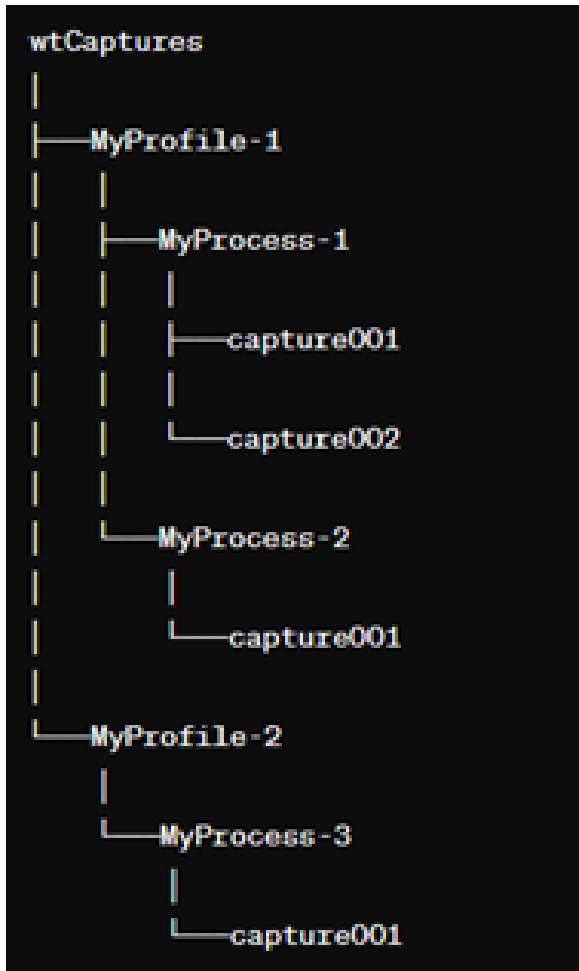 wtCaptures
MyProfile-1
MyProcess-1
capture001
capture002
MyProcess-2
capture001
MyProfile-2
MyProcess-3
capture001